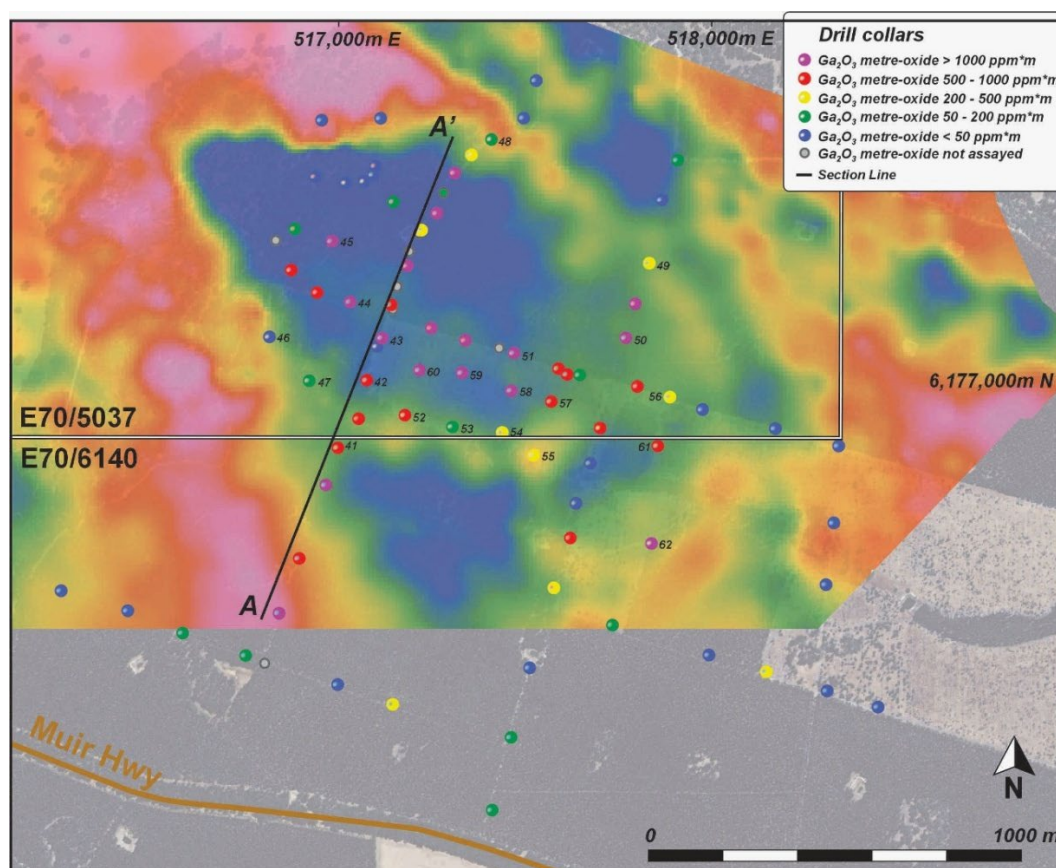 517,000m E
518,000m E
Drill collars
Ga₂O₃ metre-oxide > 1000 ppm*m
Ga₂O₃ metre-oxide 500 - 1000 ppm*m
Ga₂O₃ metre-oxide 200 - 500 ppm*m
Ga₂O₃ metre-oxide 50 - 200 ppm*m
Ga₂O₃ metre-oxide < 50 ppm*m
Ga₂O₃ metre-oxide not assayed
Section Line
A'
48
45
49
44
46
43
50
51
47
42
60
59
58
56
6,177,000m N
57
52
53
54
E70/5037
41
61
E70/6140
55
62
A
Muir Hwy
N
0
1000 m